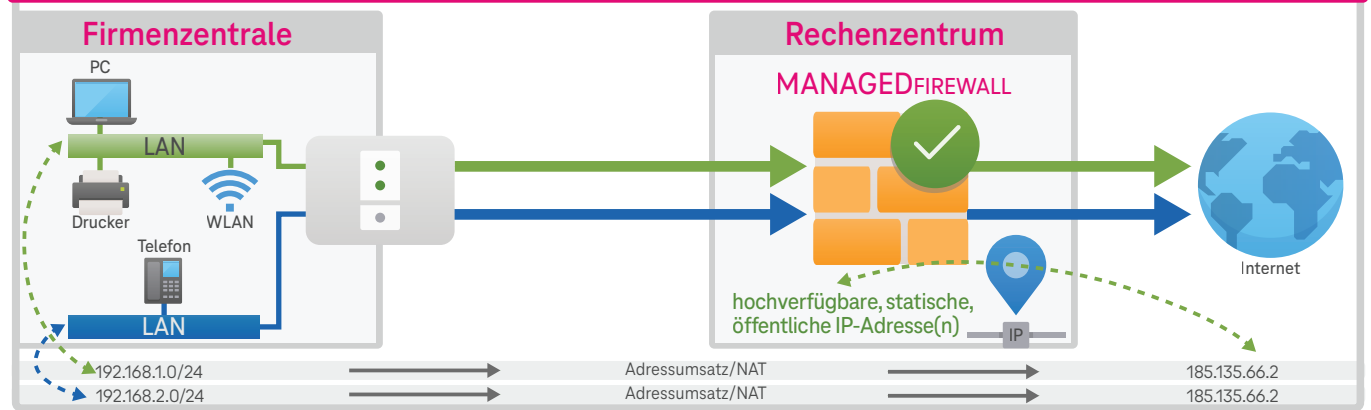 Firmenzentrale
PC
LAN
Drucker
WLAN
Telefon
LAN
Rechenzentrum
MANAGEDFIREWALL
hochverfügbare, statische,
öffentliche IP-Adresse(n)
IP
Internet
192.168.1.0/24 Adressumsatz/NAT 185.135.66.2
192.168.2.0/24 Adressumsatz/NAT 185.135.66.2